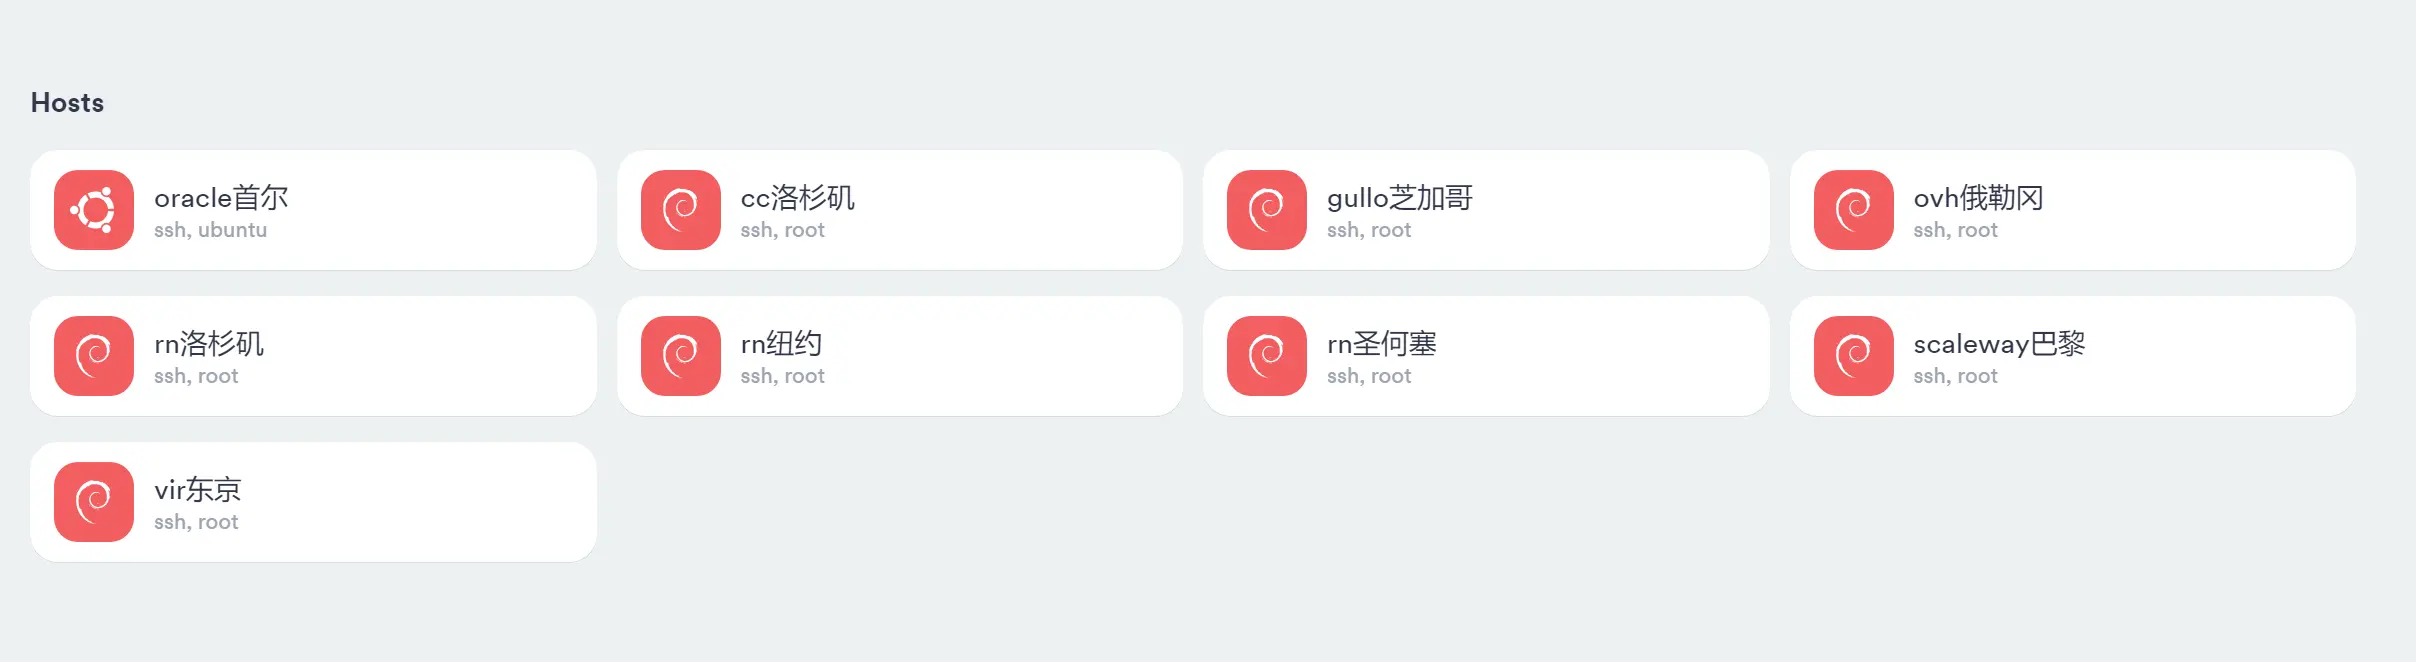 Hosts
oracle首尔
ssh, ubuntu
cc洛杉矶
ssh, root
gullo芝加哥
ssh, root
ovh俄勒冈
ssh, root
rn洛杉矶
ssh, root
rn纽约
ssh, root
rn圣何塞
ssh, root
scaleway巴黎
ssh, root
vir东京
ssh, root